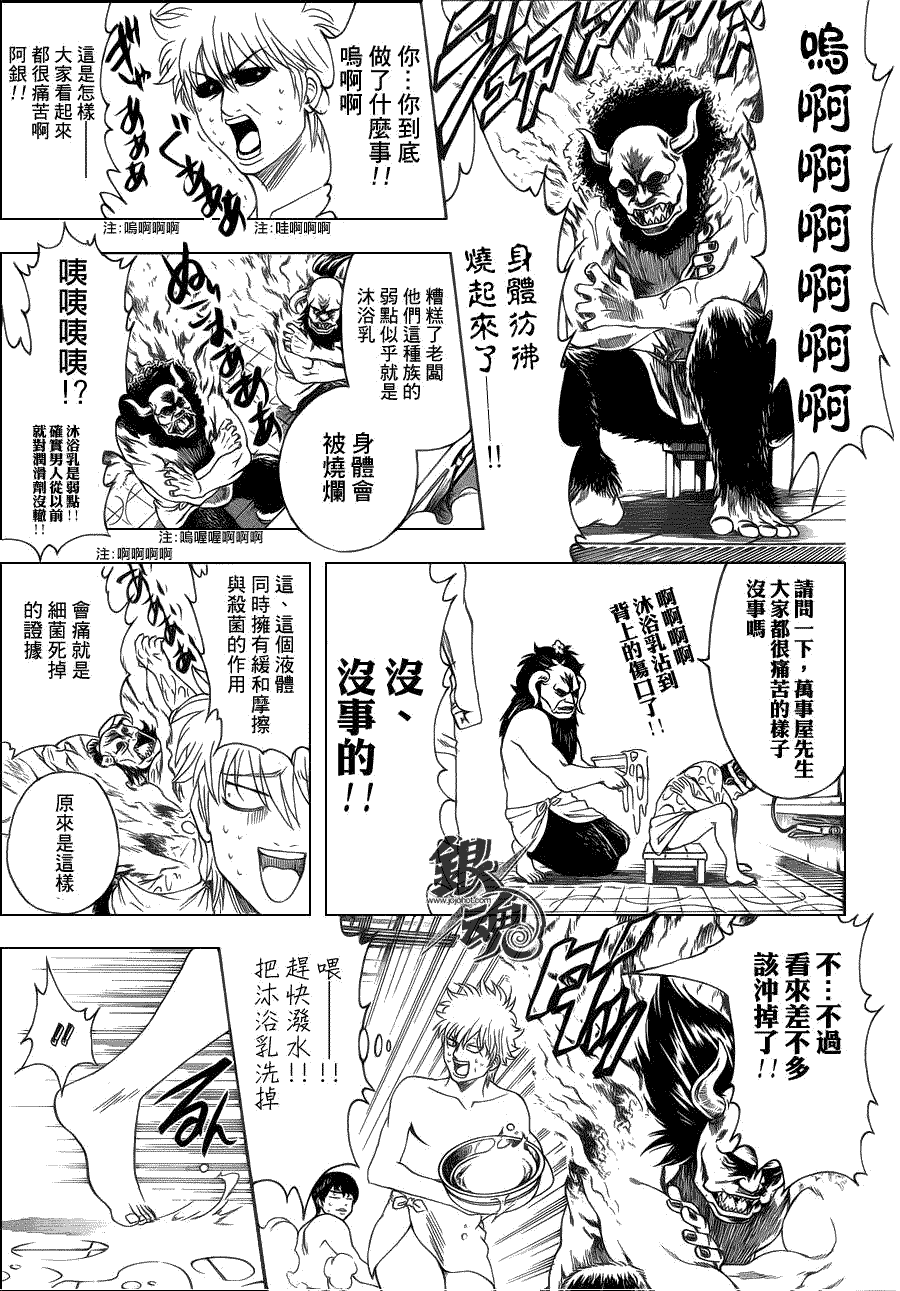 嗚啊啊啊啊啊啊
身體彷彿
燒起來了——!!
你…你到底
做了什麼事!!
嗚啊啊
這是怎樣——
大家看起來
都很痛苦啊
阿銀!!
ぎゃあああ
ぐああああ
注:哇啊啊啊
注:嗚啊啊啊
糟糕了老闆
他們這種族的
弱點似乎就是
沐浴乳
身體會
被燒爛
ぬおおあああ
咦咦咦咦!?
沐浴乳是弱點!!
確實男人從以前
就對潤滑劑沒轍!!
注:嗚喔喔啊啊啊
注:啊啊啊啊
請問一下，萬事屋先生
大家都很痛苦的樣子
沒事嗎
啊啊啊啊
沐浴乳沾到
背上的傷口了!!
沒、
沒事的!!
銀魂
www.jojohot.com
這、這個液體
同時擁有緩和摩擦
與殺菌的作用
ああああ
會痛就是
細菌死掉
的證據
原來是這樣
不…不過
看來差不多
該沖掉了!!
喂——!!
趕快潑水!!
把沐浴乳洗掉
!!
つるん